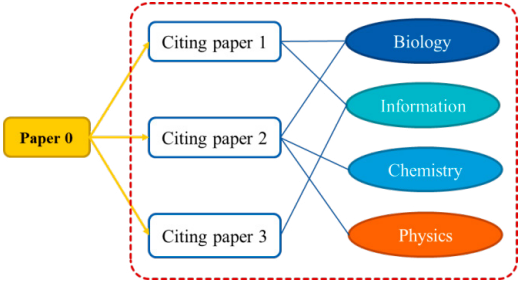 Paper 0
Citing paper 1
Citing paper 2
Citing paper 3
Biology
Information
Chemistry
Physics